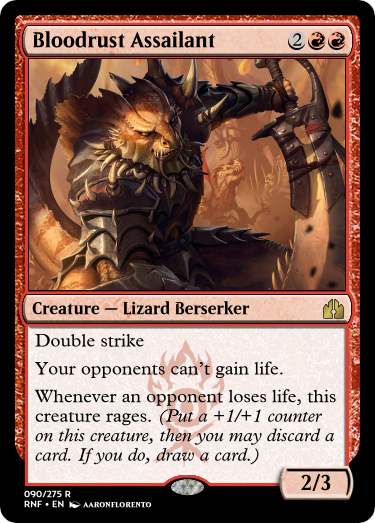 Bloodrust Assailant 2
Creature — Lizard Berserker
Double strike
Your opponents can't gain life.
Whenever an opponent loses life, this
creature rages. (Put a +1/+1 counter
on this creature, then you may discard a
card. If you do, draw a card.)
2/3
090/275 R
RNF • EN AARONFLORENTO